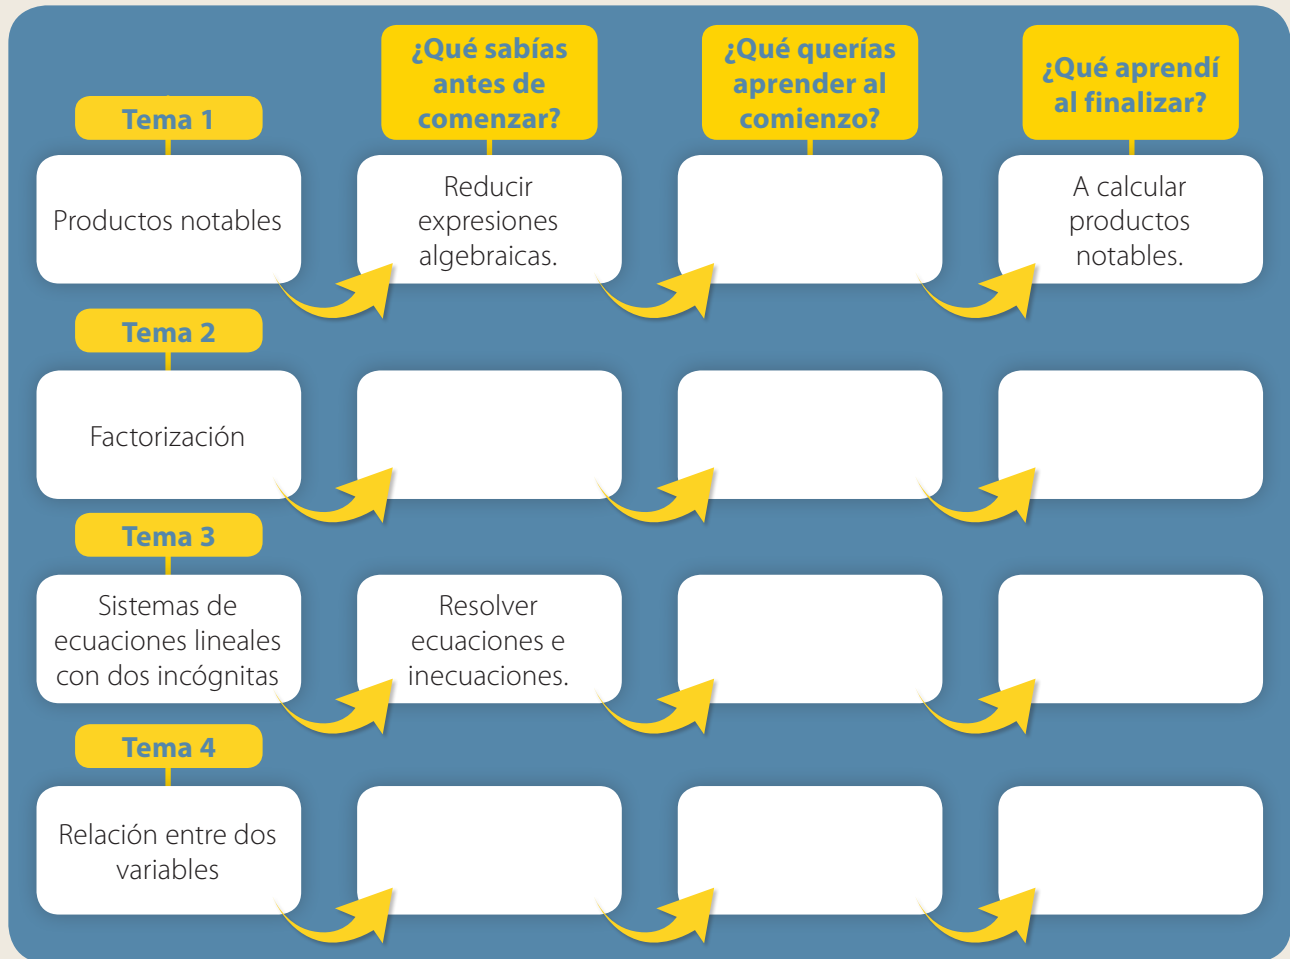 ¿Qué sabías
antes de
comenzar?
¿Qué querías
aprender al
comienzo?
¿Qué aprendí
al finalizar?
Tema 1
Productos notables
Reducir
expresiones
algebraicas.
A calcular
productos
notables.
Tema 2
Factorización
Tema 3
Sistemas de
ecuaciones lineales
con dos incógnitas
Resolver
ecuaciones e
inecuaciones.
Tema 4
Relación entre dos
variables